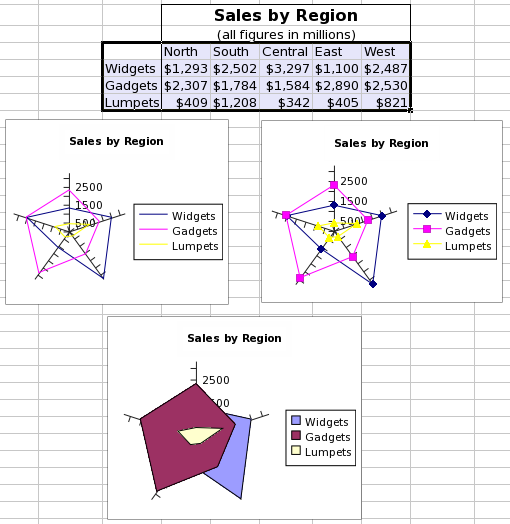 Sales by Region
(all figures in millions)
North South Central East West
Widgets $1,293 $2,502 $3,297 $1,100 $2,487
Gadgets $2,307 $1,784 $1,584 $2,890 $2,530
Lumpets $409 $1,208 $342 $405 $821
Sales by Region
2500
1500
500
Widgets
Gadgets
Lumpets
Sales by Region
2500
1500
500
Widgets
Gadgets
Lumpets
Sales by Region
2500
Widgets
Gadgets
Lumpets